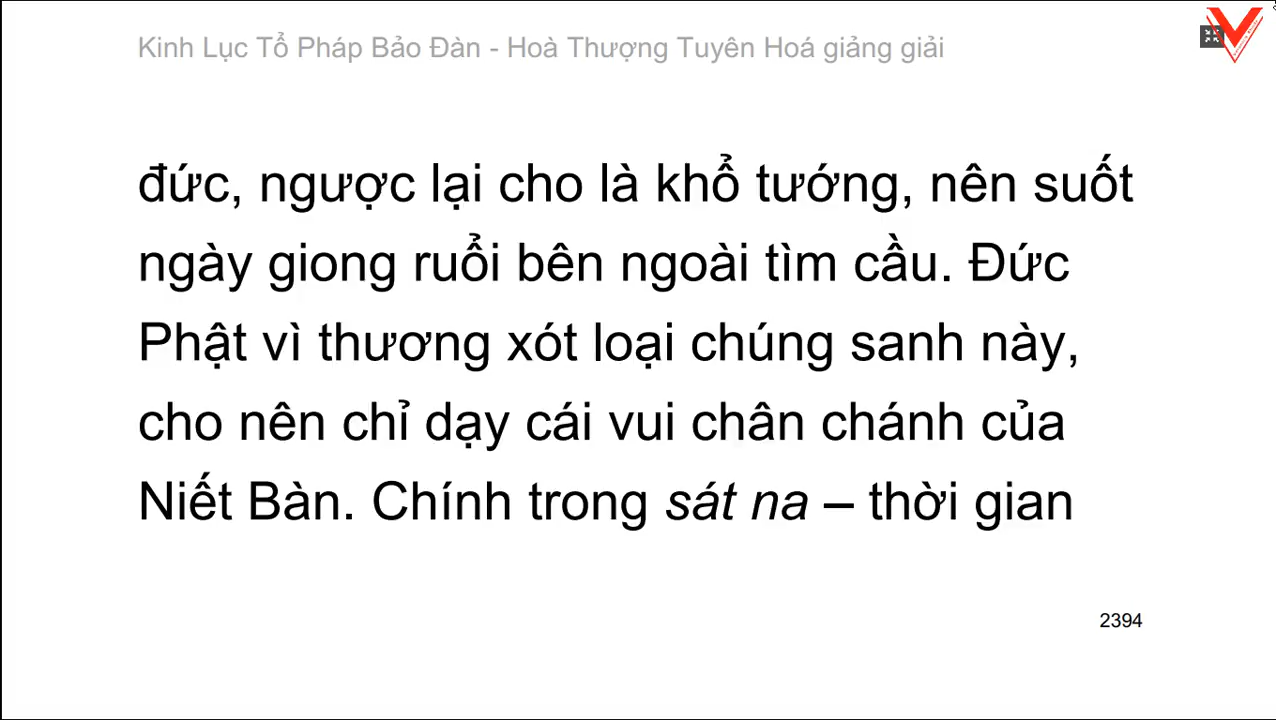 Kinh Lục Tổ Pháp Bảo Đàn - Hoà Thượng Tuyên Hoá giảng giải
đức, ngược lại cho là khổ tướng, nên suốt
ngày giong ruổi bên ngoài tìm cầu. Đức
Phật vì thương xót loại chúng sanh này,
cho nên chỉ dạy cái vui chân chánh của
Niết Bàn. Chính trong sát na – thời gian
2394